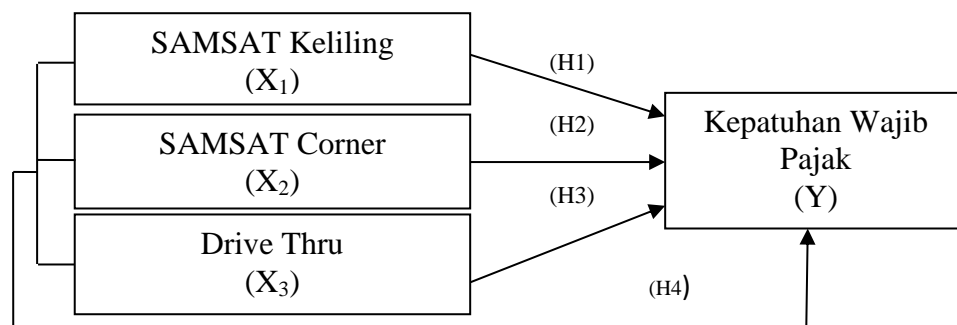 SAMSAT Keliling
(X₁)
(H1)
SAMSAT Corner
(X₂)
(H2)
Drive Thru
(X₃)
(H3)
Kepatuhan Wajib
Pajak
(Y)
(H4)